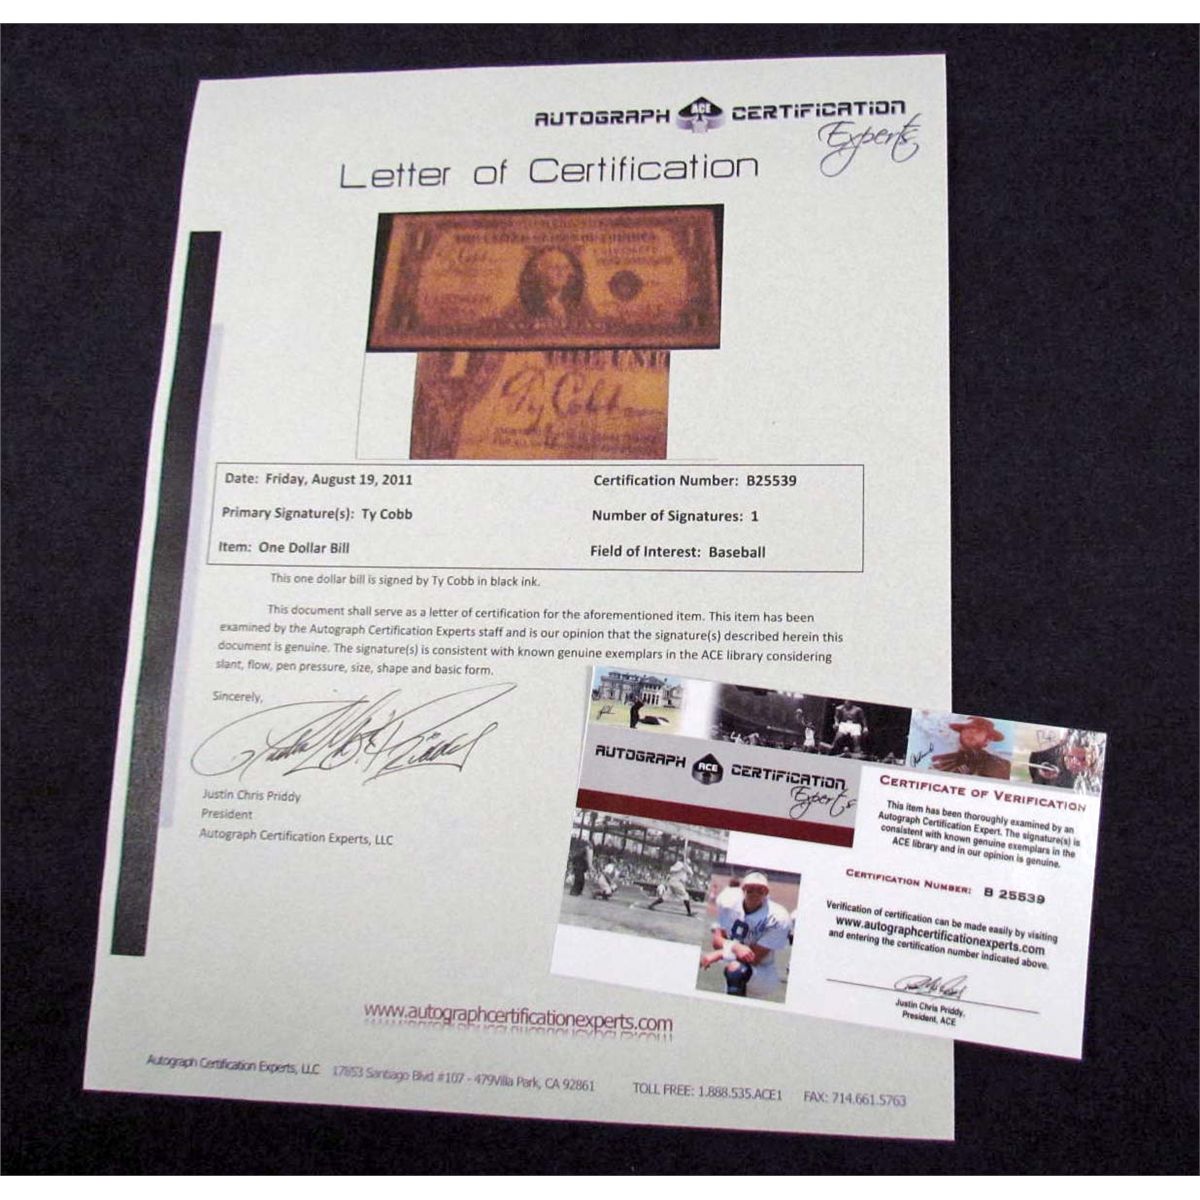 AUTOGRAPH ACE CERTIFICATION
Experts
Letter of Certification
Ty Cobb
Date: Friday, August 19, 2011
Certification Number: B25539
Primary Signature(s): Ty Cobb
Number of Signatures: 1
Item: One Dollar Bill
Field of Interest: Baseball
This one dollar bill is signed by Ty Cobb in black ink.
This document shall serve as a letter of certification for the aforementioned item. This item has been
examined by the Autograph Certification Experts staff and is our opinion that the signature(s) described herein this
document is genuine. The signature(s) is consistent with known genuine exemplars in the ACE library considering
slant, flow, pen pressure, size, shape and basic form.
Sincerely,
Justin Chris Priddy
President
Autograph Certification Experts, LLC
www.autographcertificationexperts.com
Autograph Certification Experts, LLC 17853 Santiago Blvd #107 - 479Villa Park, CA 92861 TOLL FREE: 1.888.535.ACE1 FAX: 714.661.5763
AUTOGRAPH ACE CERTIFICATION
Experts
CERTIFICATE OF VERIFICATION
This item has been thoroughly examined by an
Autograph Certification Expert. The signature(s) is
consistent with known genuine exemplars in the
ACE library and in our opinion is genuine.
CERTIFICATION NUMBER: B 25539
Verification of certification can be made easily by visiting
www.autographcertificationexperts.com
and entering the certification number indicated above.
Justin Chris Priddy,
President, ACE